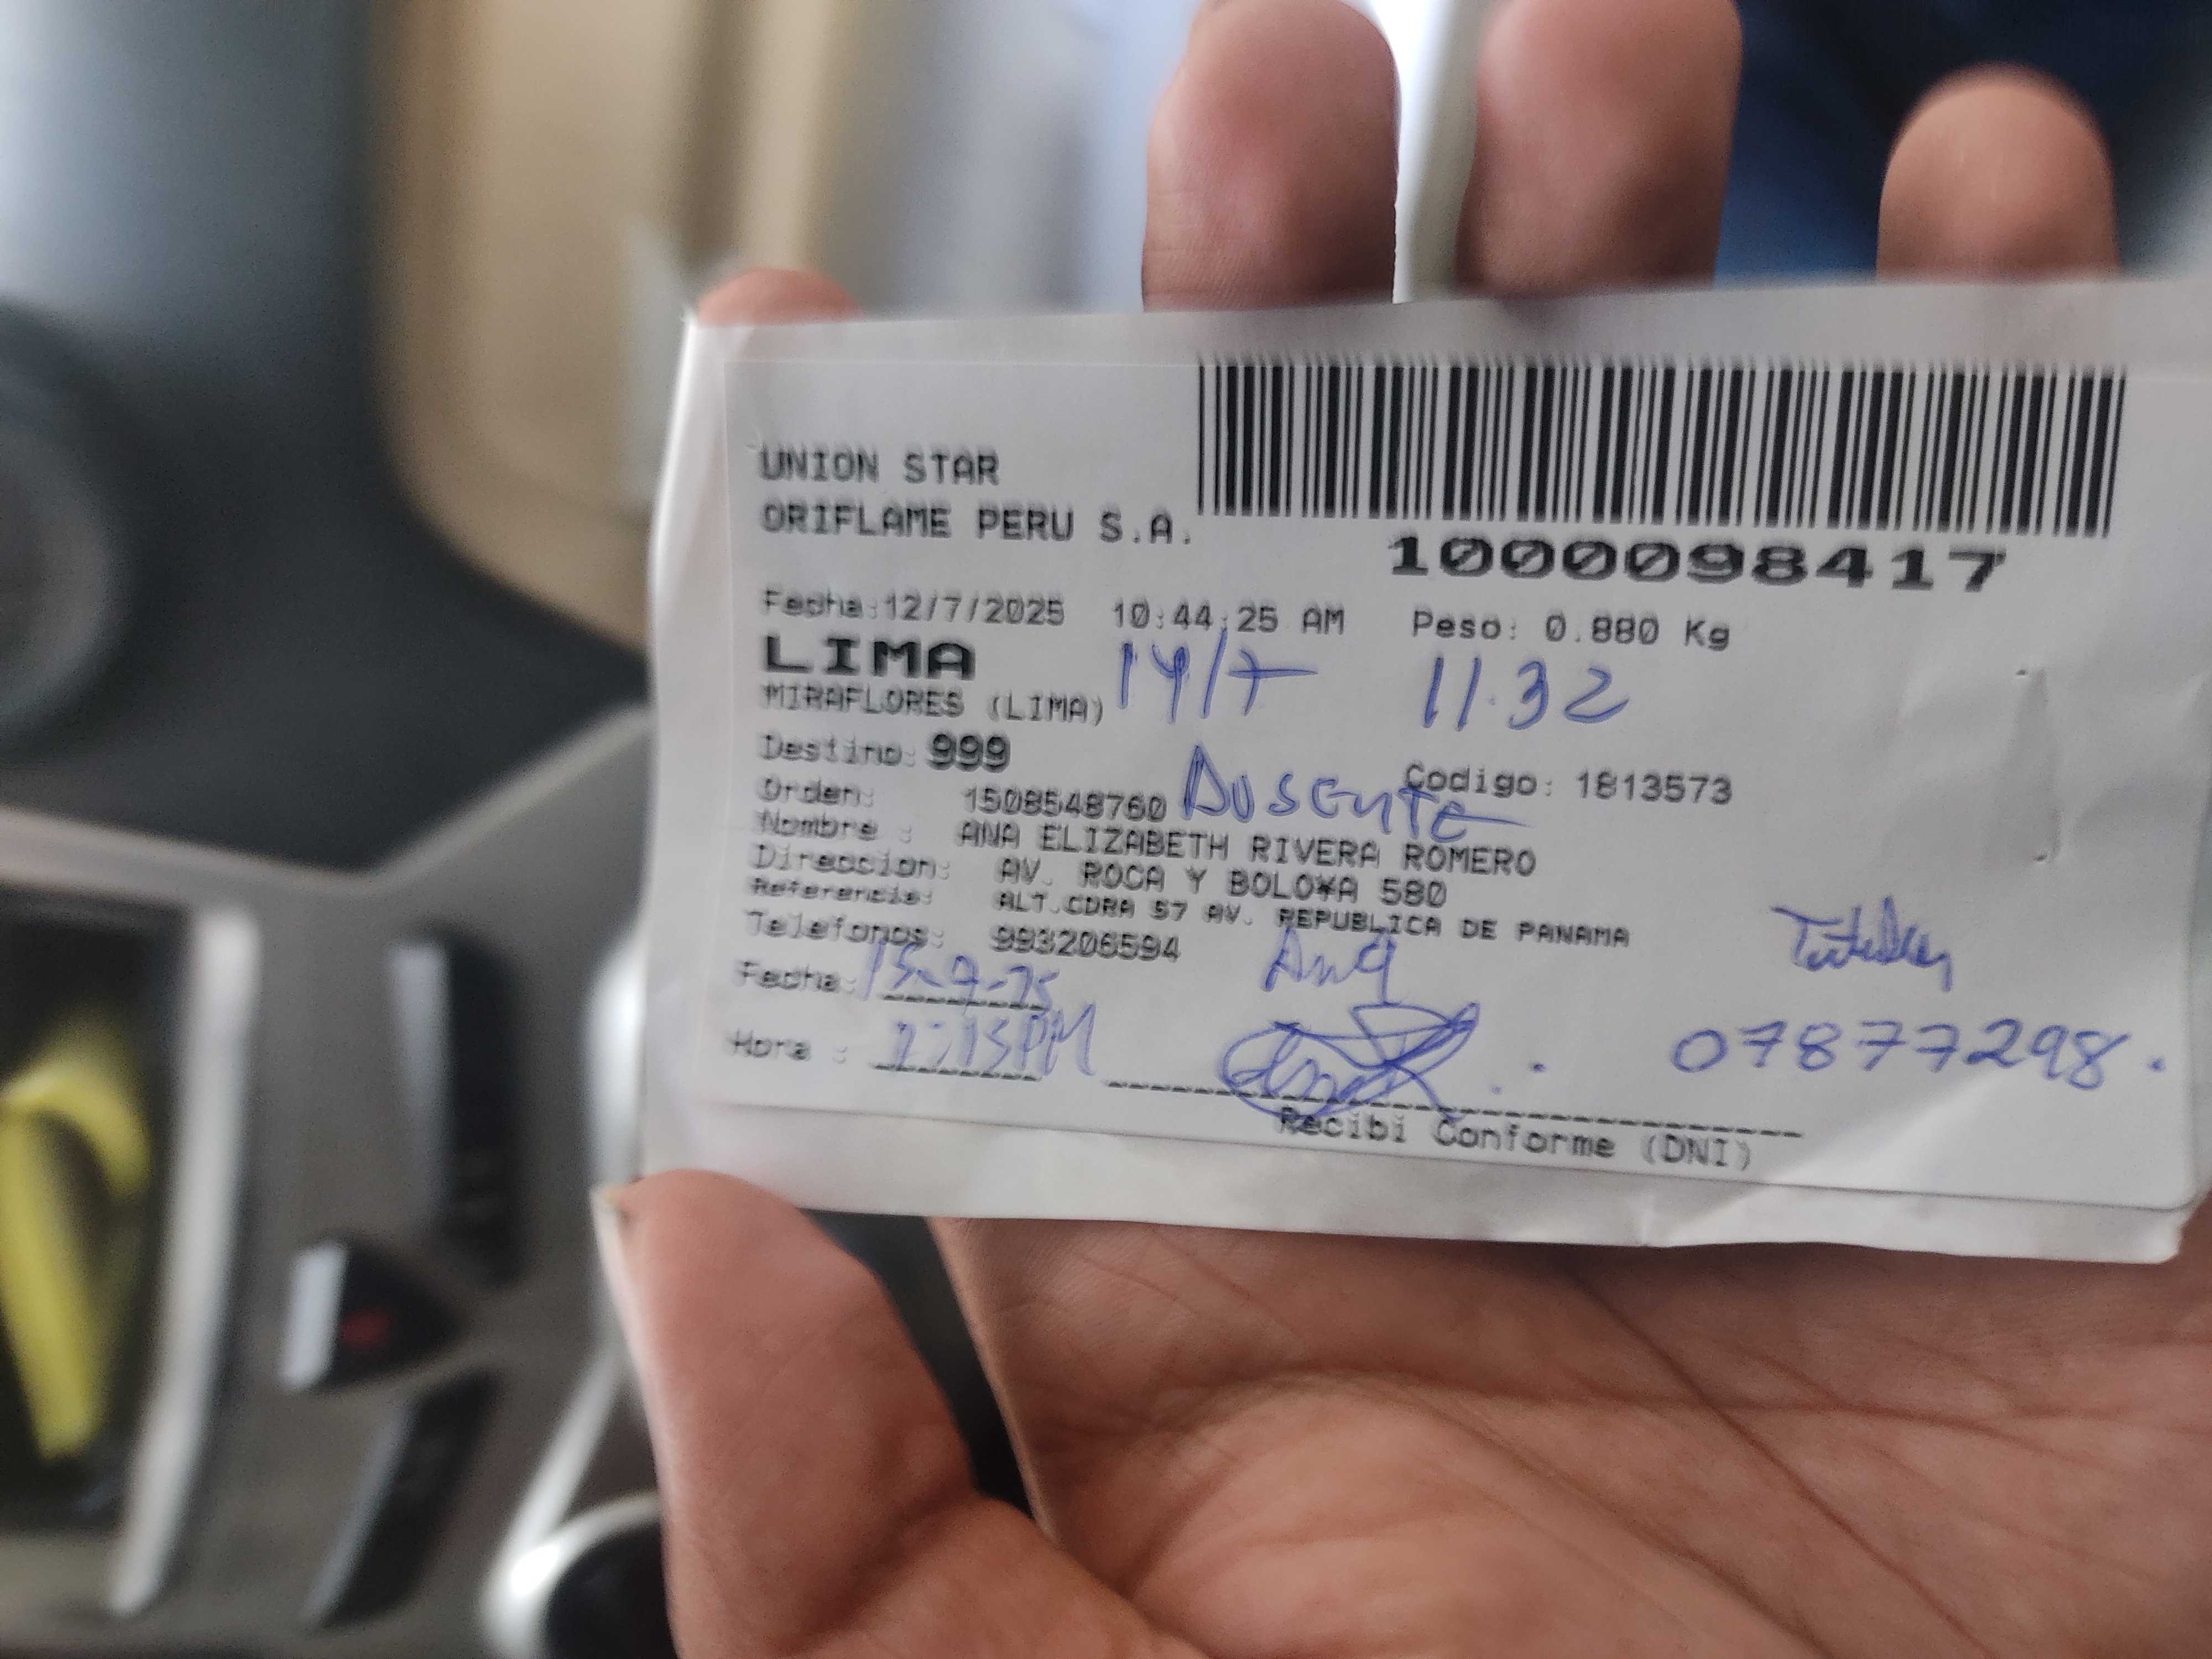 UNION STAR
ORIFLAME PERU S.A.
1000098417
Fecha:12/7/2025 10:44:25 AM Peso: 0.880 Kg
LIMA 14/7 11.32
MIRAFLORES (LIMA)
Destino: 999
Codigo: 1813573
Orden: 1508548760 Ausente
Nombre : ANA ELIZABETH RIVERA ROMERO
Direccion: AV. ROCA Y BOLO¥A 580
Referencia: ALT.CDRA 57 AV. REPUBLICA DE PANAMA
Telefonos: 993206594
Ana
Fecha:
Hora : 07877298.
Recibi Conforme (DNI)